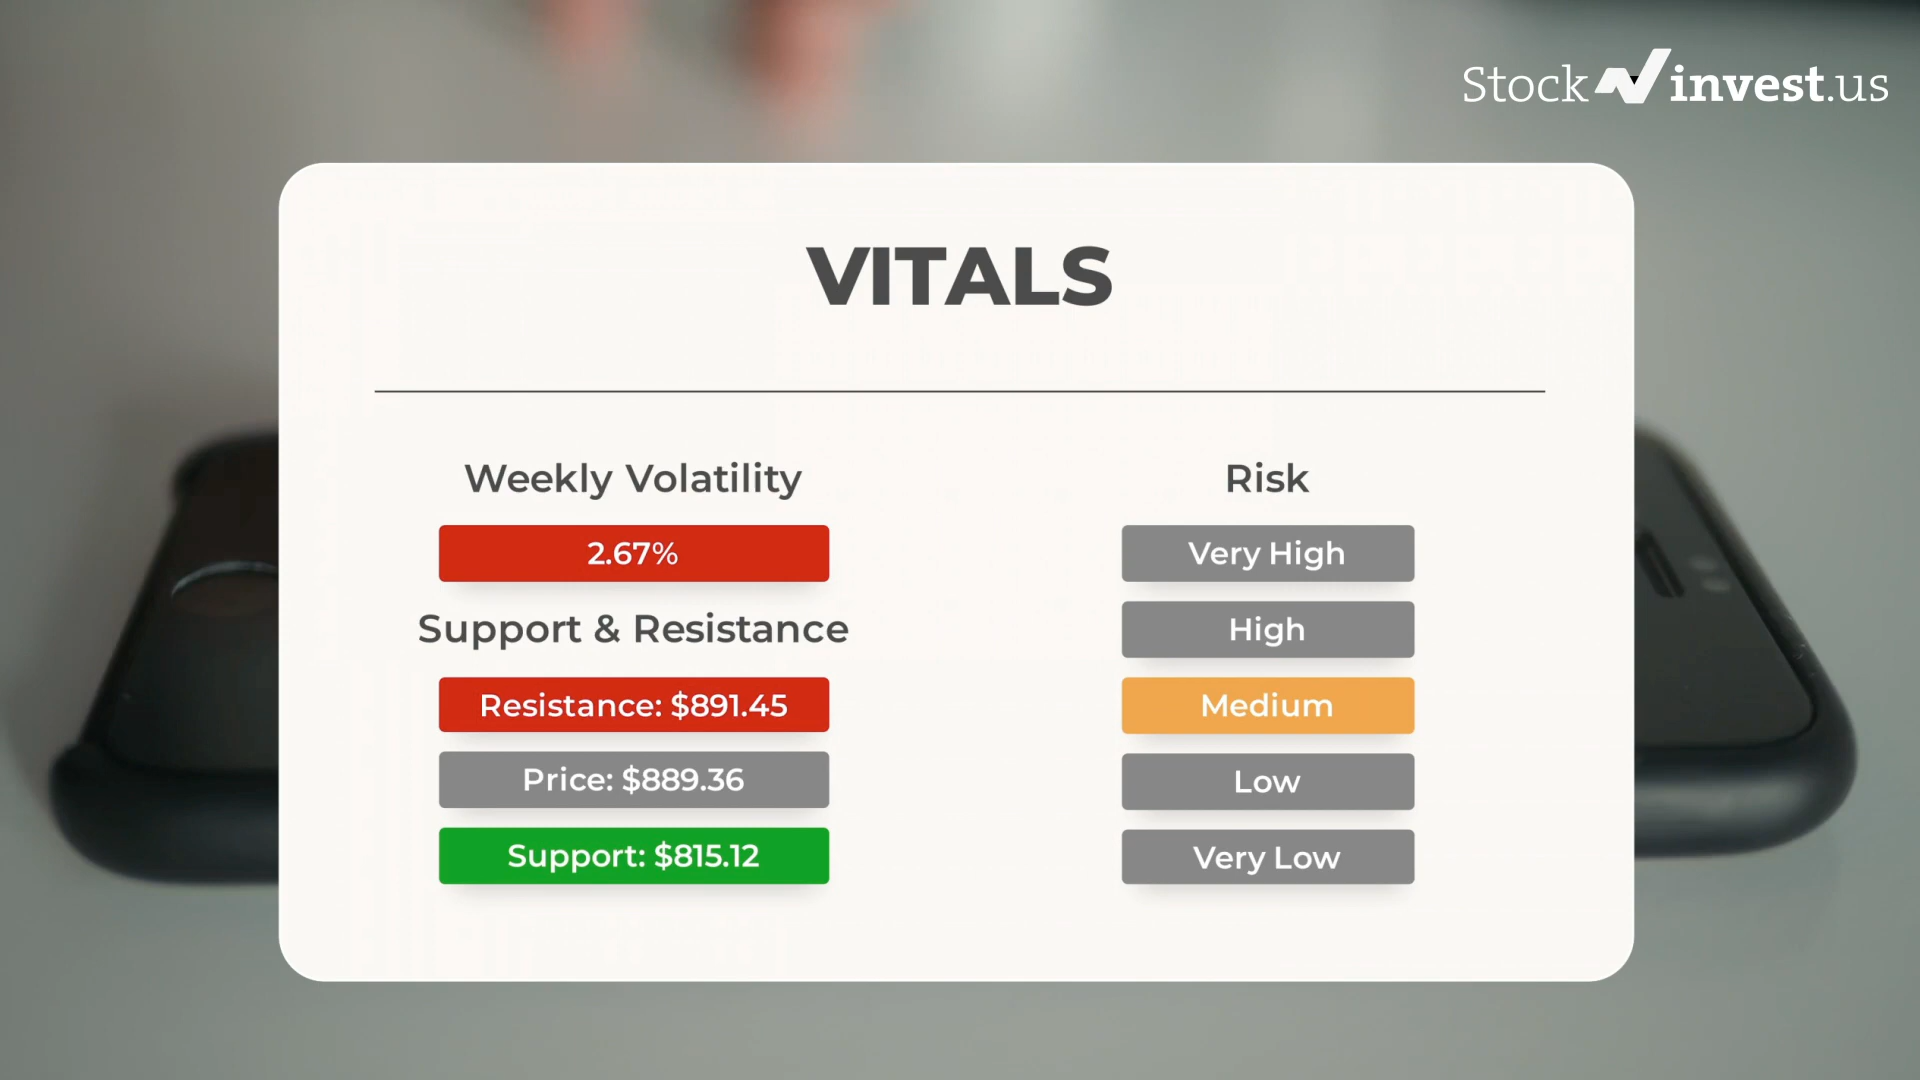 Stock invest.us
VITALS
Weekly Volatility
2.67%
Support & Resistance
Resistance: $891.45
Price: $889.36
Support: $815.12
Risk
Very High
High
Medium
Low
Very Low